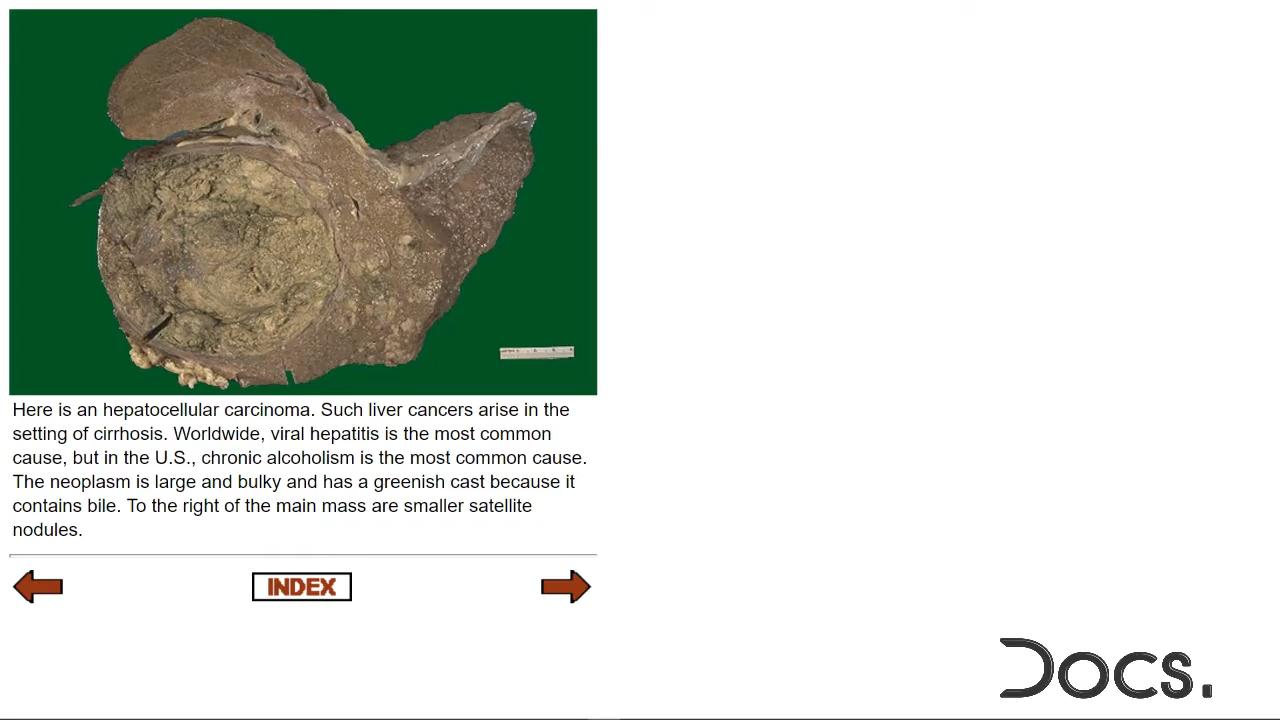 Here is an hepatocellular carcinoma. Such liver cancers arise in the
setting of cirrhosis. Worldwide, viral hepatitis is the most common
cause, but in the U.S., chronic alcoholism is the most common cause.
The neoplasm is large and bulky and has a greenish cast because it
contains bile. To the right of the main mass are smaller satellite
nodules.
INDEX
Docs.